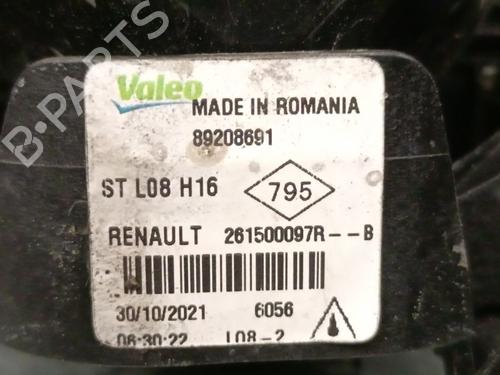 B-PARTS
Valeo
MADE IN ROMANIA
89208691
ST L08 H16
795
RENAULT 261500097R--B
30/10/2021 6056
06:30:22 L08-2